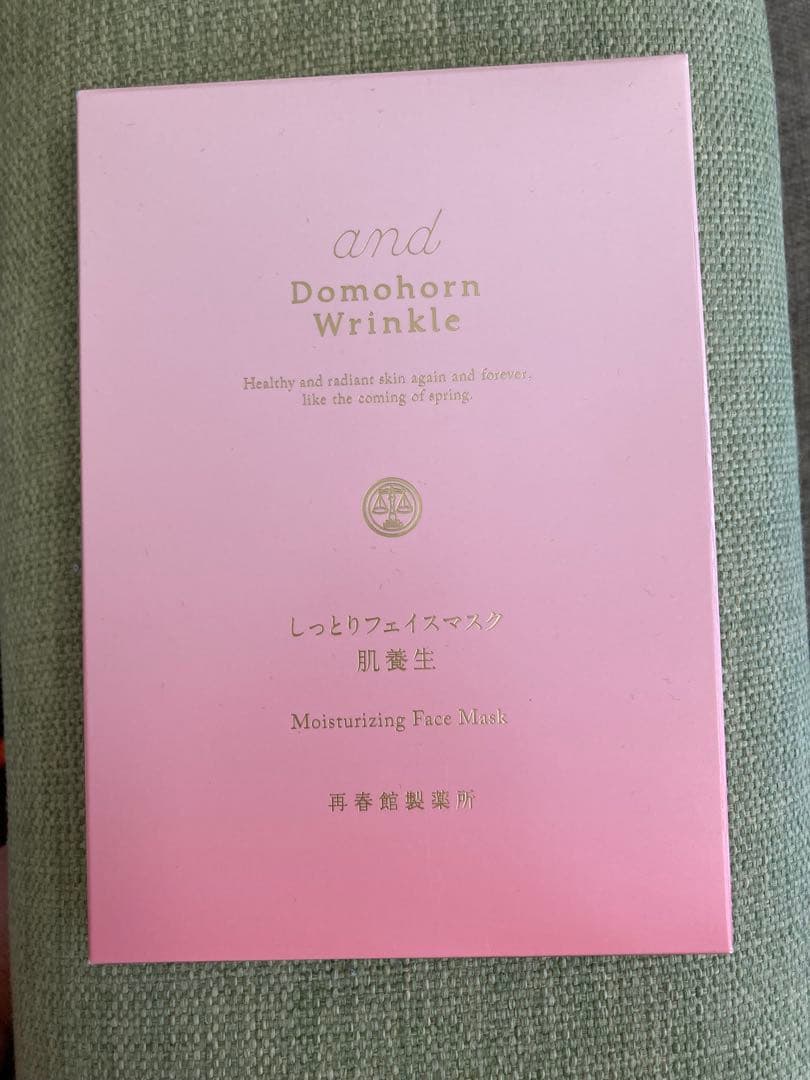 and
Domohorn
Wrinkle
Healthy and radiant skin again and forever,
like the coming of spring.
しっとりフェイスマスク
肌養生
Moisturizing Face Mask
再春館製薬所